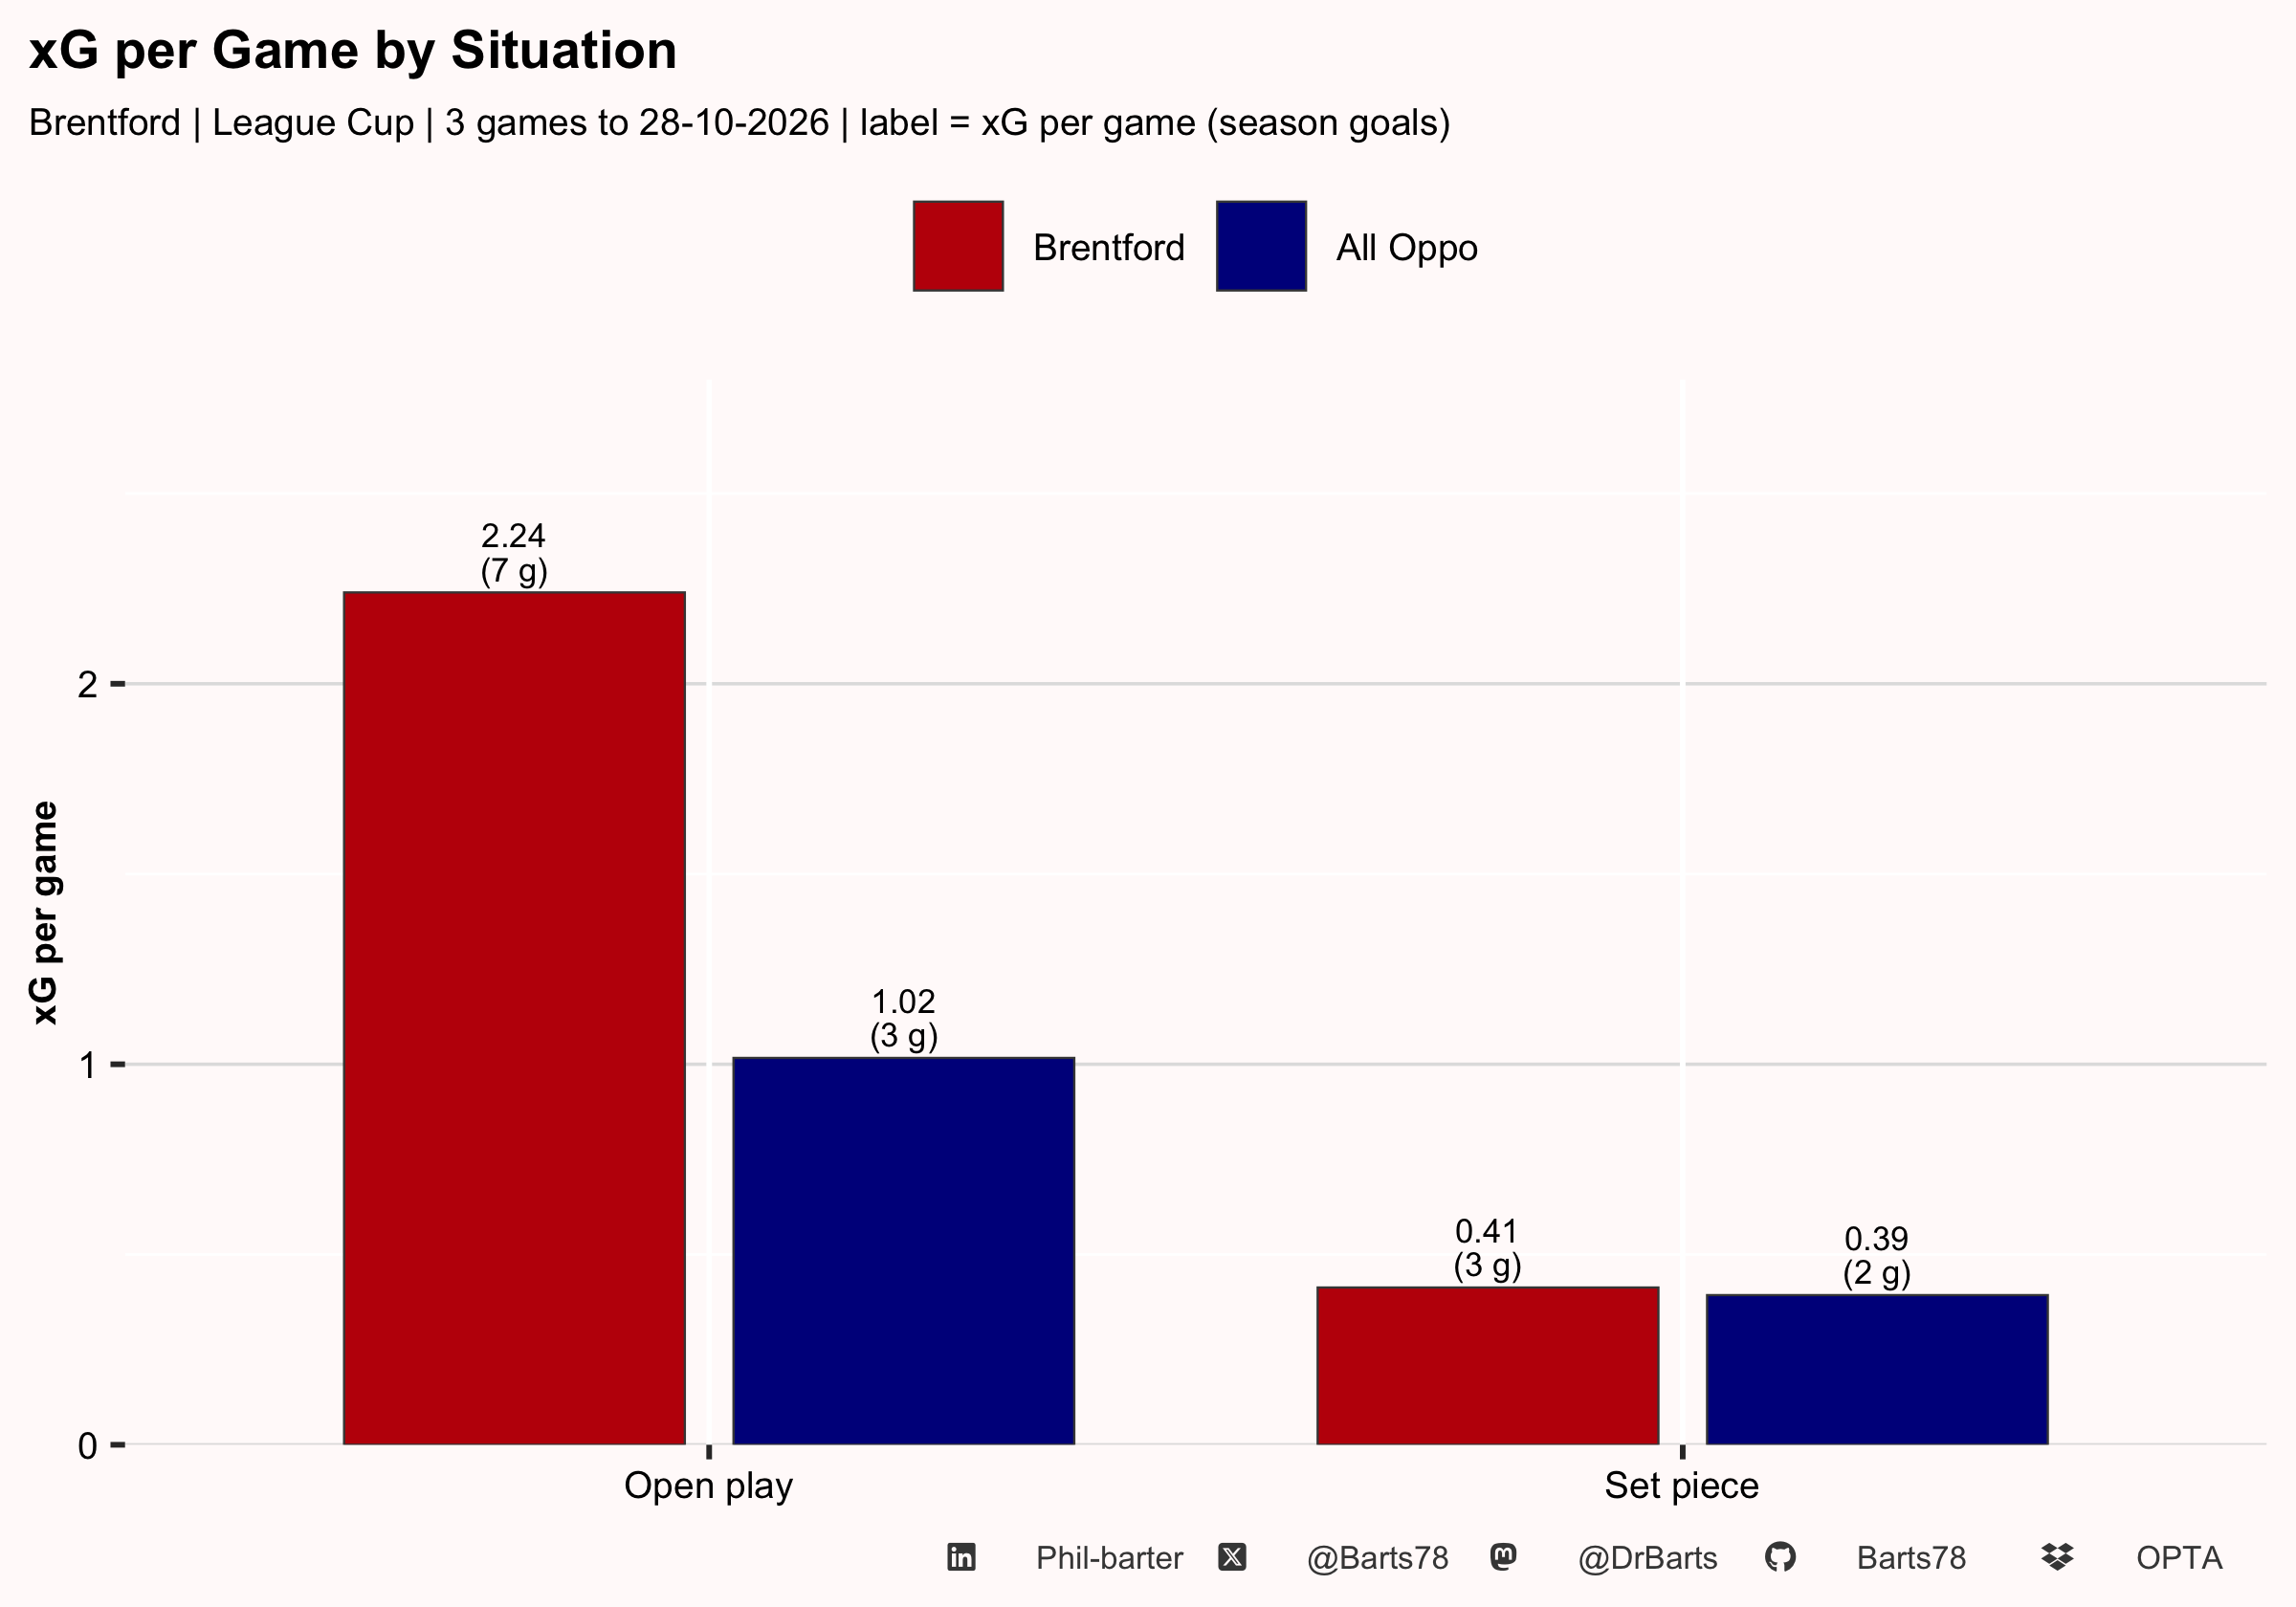 xG per Game by Situation
Brentford | League Cup | 3 games to 28-10-2026 | label = xG per game (season goals)
Brentford
All Oppo
2.24
(7 g)
1.02
(3 g)
0.41
(3 g)
0.39
(2 g)
xG per game
2
1
0
Open play
Set piece
Phil-barter @Barts78 @DrBarts Barts78 OPTA